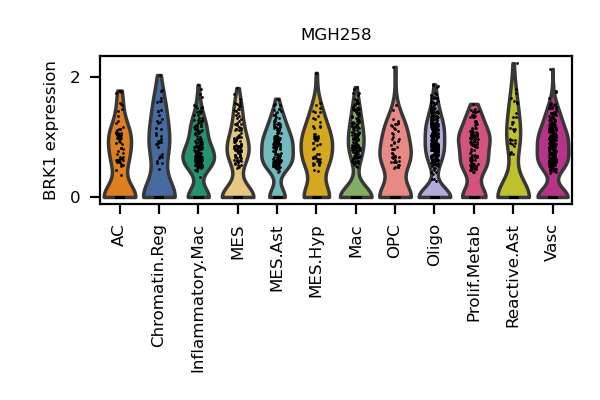 MGH258
BRK1 expression
2
0
AC
Chromatin.Reg
Inflammatory.Mac
MES
MES.Ast
MES.Hyp
Mac
OPC
Oligo
Prolif.Metab
Reactive.Ast
Vasc